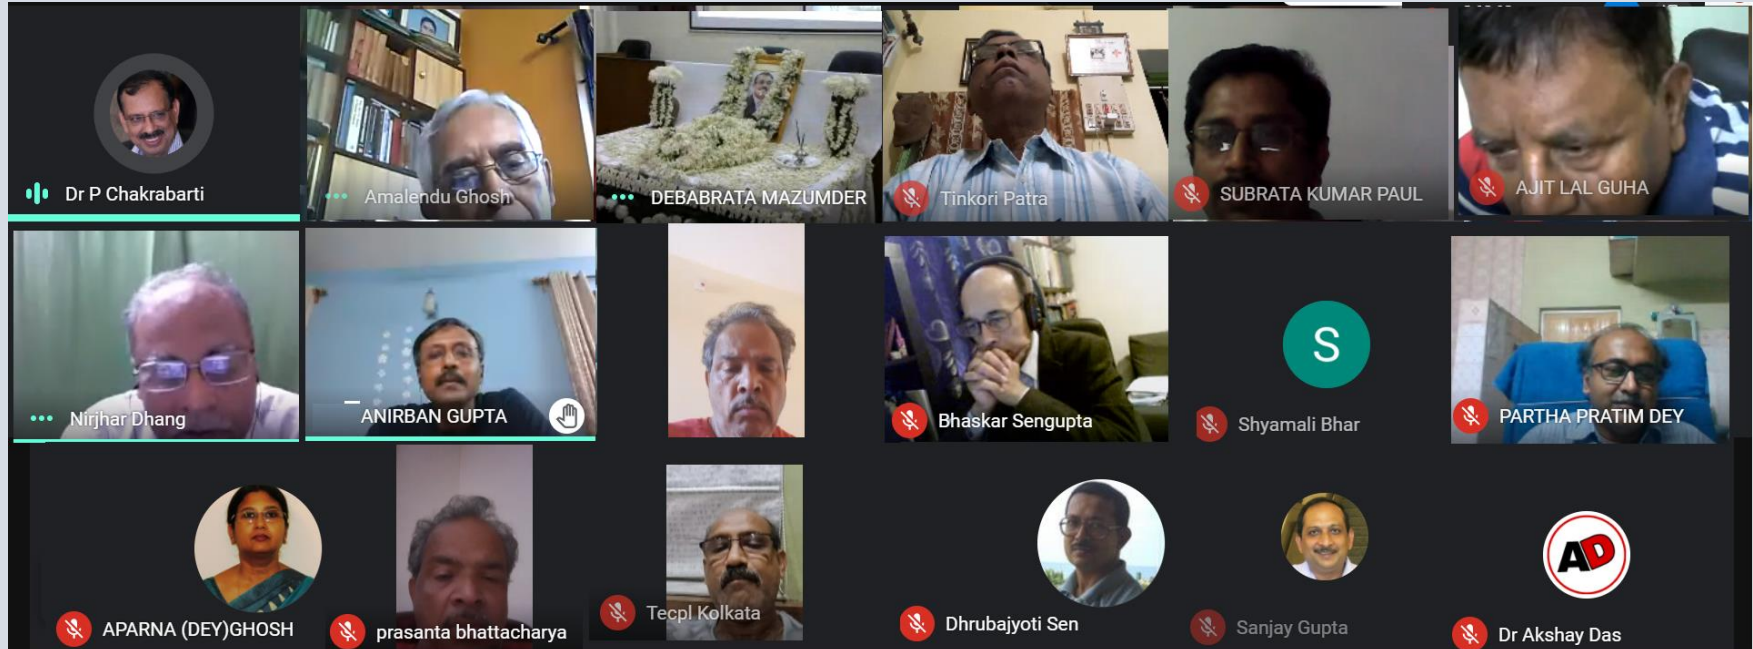 Dr P Chakrabarti
Amalendu Ghosh
DEBABRATA MAZUMDER
Tinkori Patra
SUBRATA KUMAR PAUL
AJIT LAL GUHA
Nirjhar Dhang
ANIRBAN GUPTA
Bhaskar Sengupta
S
Shyamali Bhar
PARTHA PRATIM DEY
APARNA (DEY)GHOSH
prasanta bhattacharya
Tecpl Kolkata
Dhrubajyoti Sen
Sanjay Gupta
AD
Dr Akshay Das